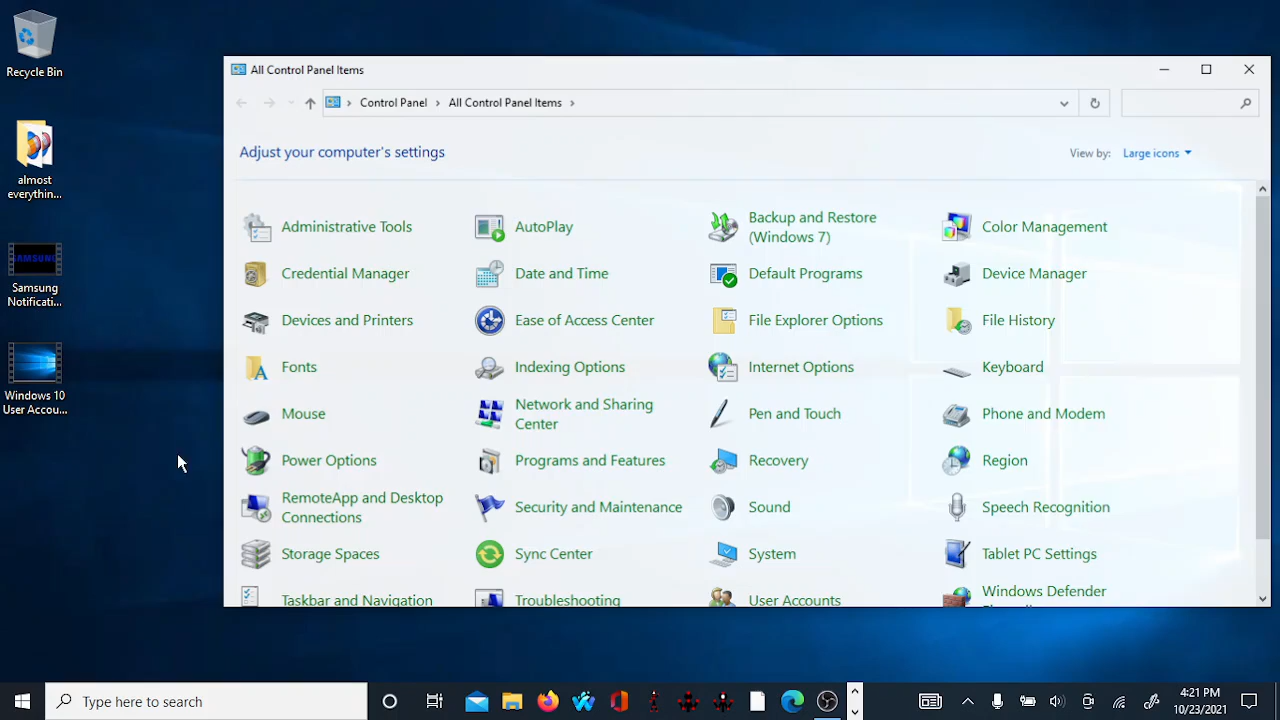 Recycle Bin
almost
everythin...
SAMSUNG
Samsung
Notificati...
Windows 10
User Accou...
All Control Panel Items
Control Panel
All Control Panel Items
Adjust your computer's settings
View by: Large icons
Administrative Tools
AutoPlay
Backup and Restore
(Windows 7)
Color Management
Credential Manager
Date and Time
Default Programs
Device Manager
Devices and Printers
Ease of Access Center
File Explorer Options
File History
Fonts
Indexing Options
Internet Options
Keyboard
Mouse
Network and Sharing
Center
Pen and Touch
Phone and Modem
Power Options
Programs and Features
Recovery
Region
RemoteApp and Desktop
Connections
Security and Maintenance
Sound
Speech Recognition
Storage Spaces
Sync Center
System
Tablet PC Settings
Taskbar and Navigation
Troubleshooting
User Accounts
Windows Defender
Type here to search
4:21 PM
10/23/2021